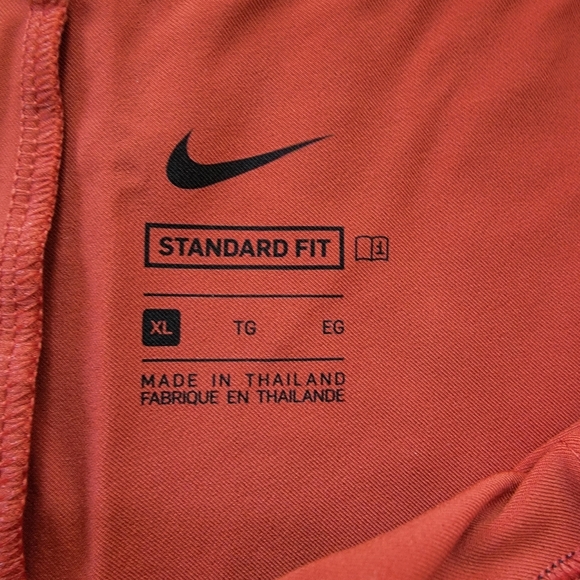 STANDARD FIT
XL TG EG
MADE IN THAILAND
FABRIQUE EN THAILANDE